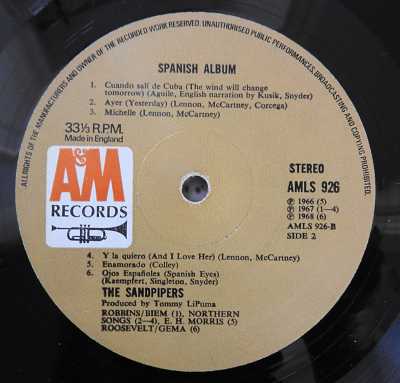 ALL RIGHTS OF THE MANUFACTURER AND OWNER OF THE RECORDED WORK RESERVED. UNAUTHORISED PUBLIC PERFORMANCES, BROADCASTING AND COPYING PROHIBITED.
SPANISH ALBUM
1. Cuando salí de Cuba (The wind will change
tomorrow) (Aguile, English narration by Kusik, Snyder)
2. Ayer (Yesterday) (Lennon, McCartney, Corcega)
3. Michelle (Lennon, McCartney)
33⅓ R.P.M.
Made in England
A&M
RECORDS
STEREO
AMLS 926
℗ 1966 (5)
℗ 1967 (1—4)
℗ 1968 (6)
AMLS 926-B
SIDE 2
4. Y la quiero (And I Love Her) (Lennon, McCartney)
5. Enamorado (Colley)
6. Ojos Españoles (Spanish Eyes)
(Kaempfert, Singleton, Snyder)
THE SANDPIPERS
Produced by Tommy LiPuma
ROBBINS/BIEM (1), NORTHERN
SONGS (2—4), E. H. MORRIS (5)
ROOSEVELT/GEMA (6)